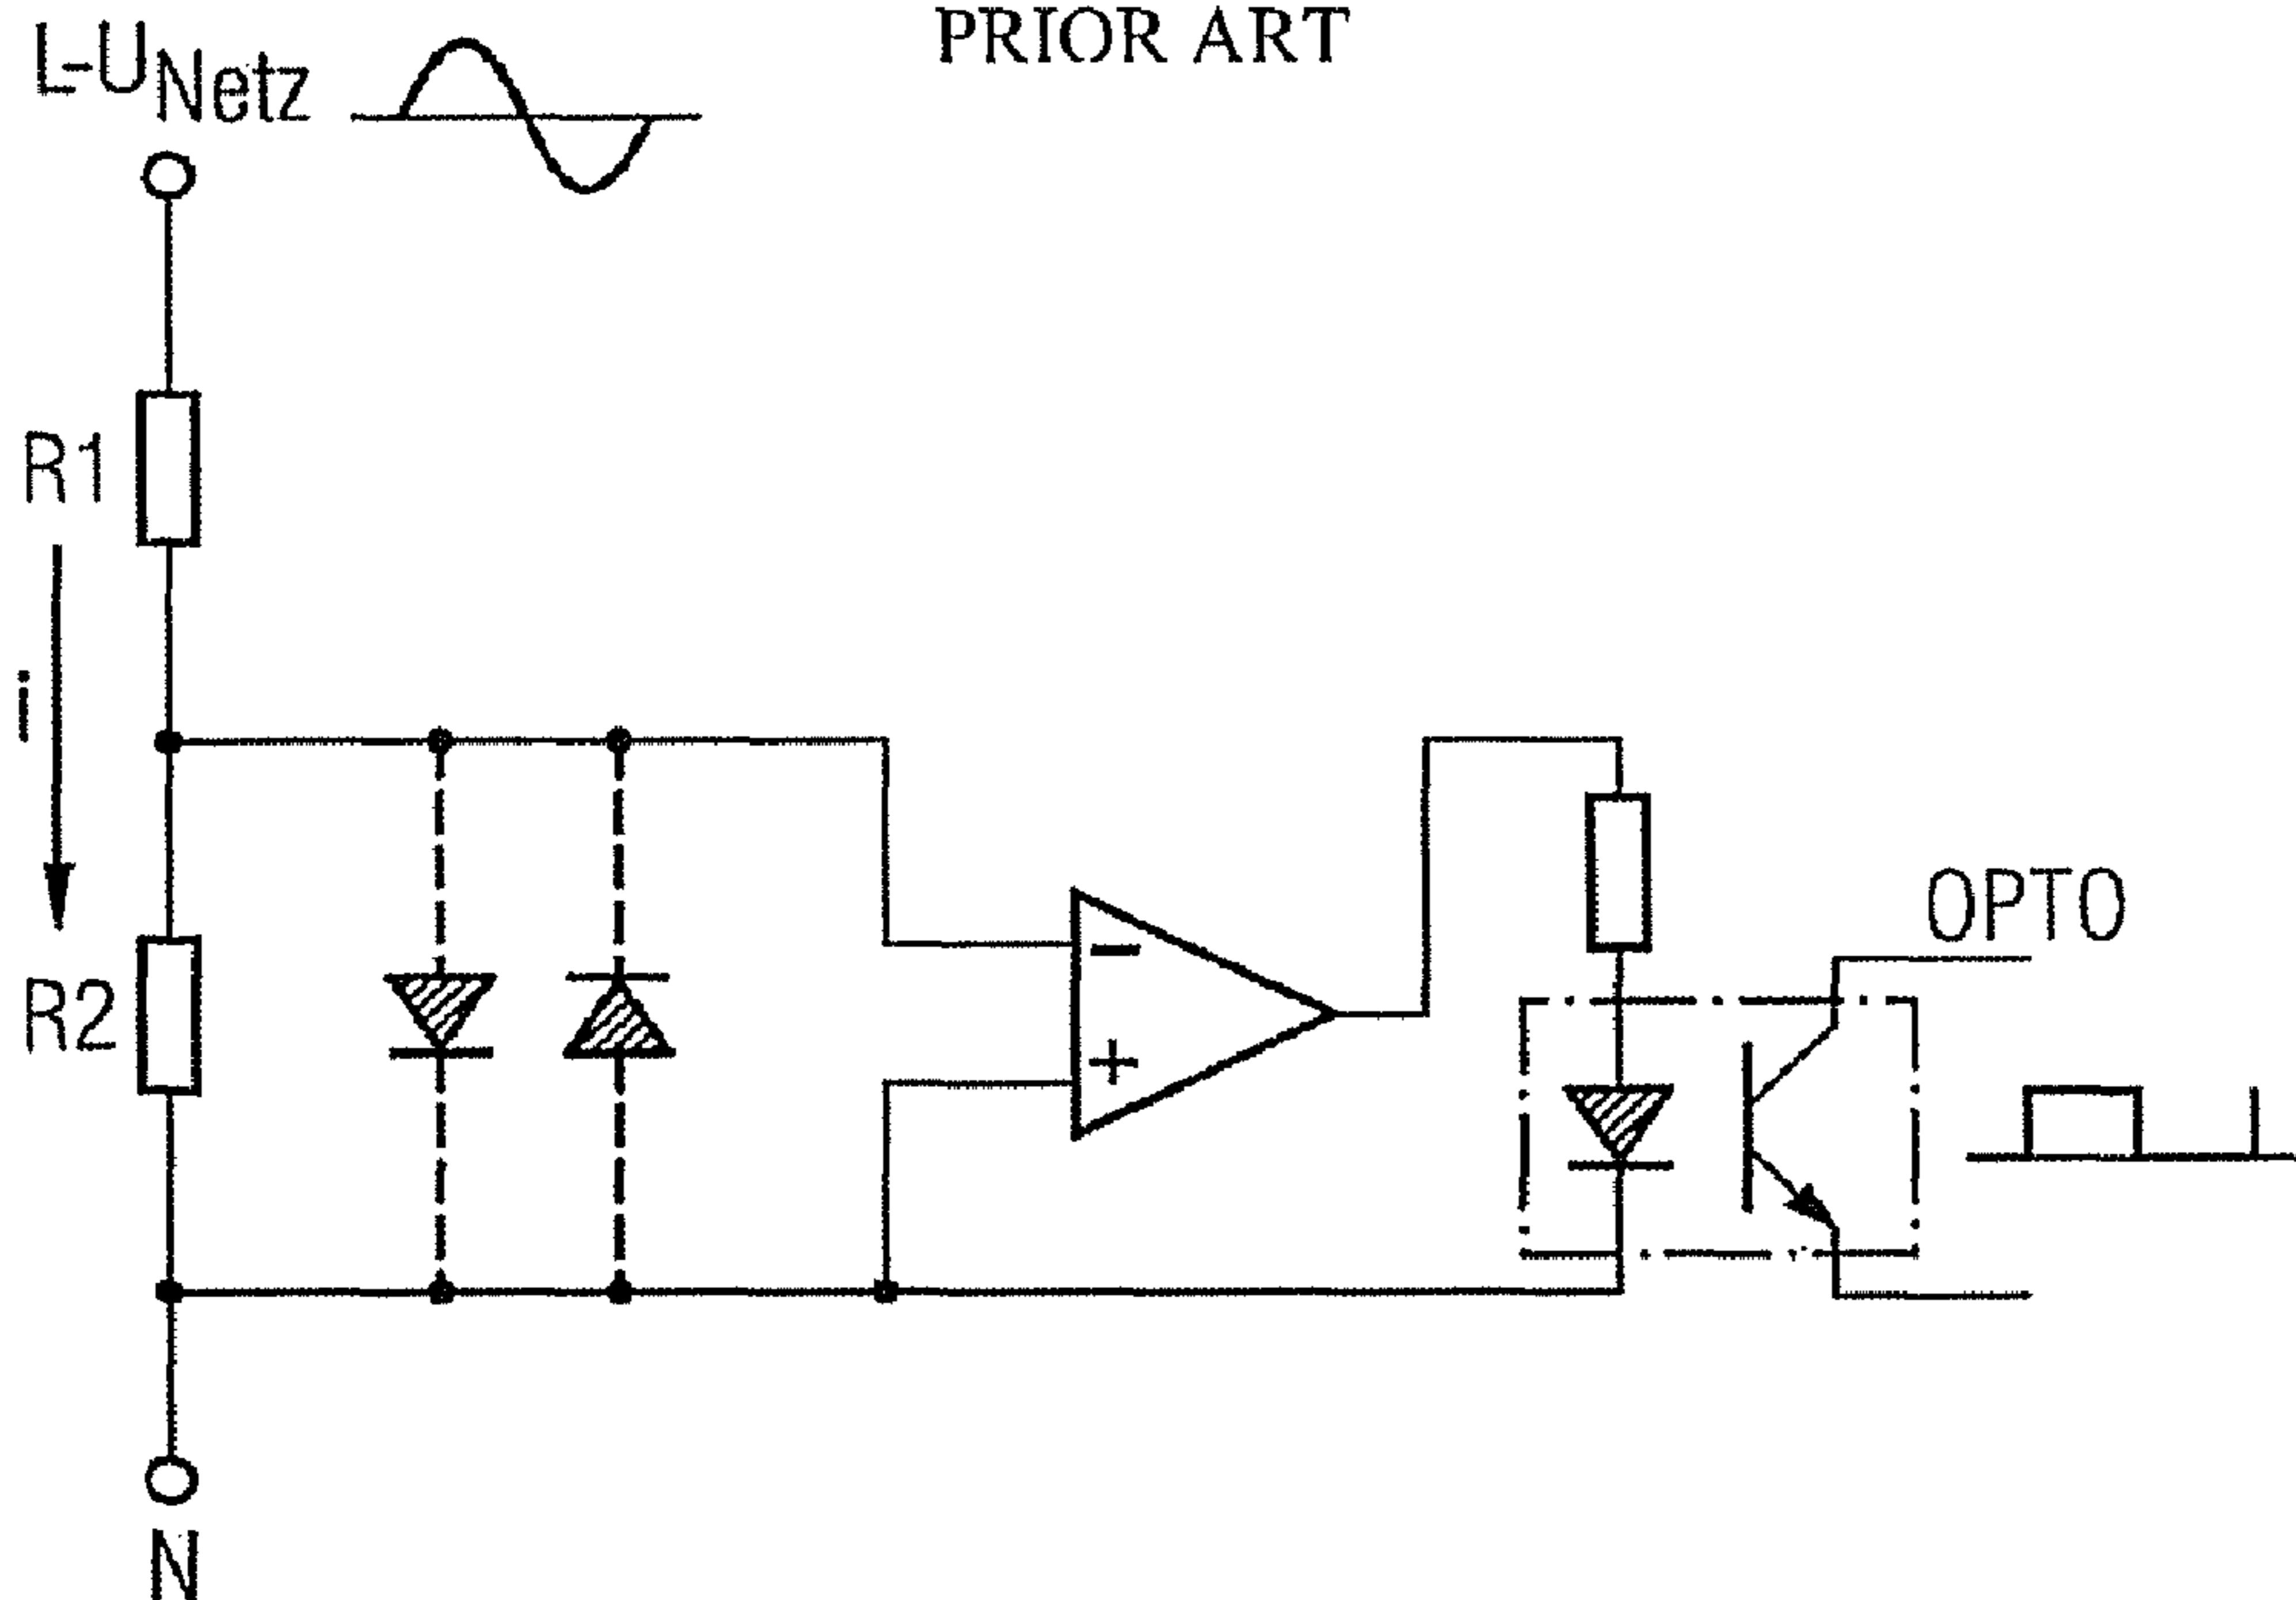 PRIOR ART
L-UNetz
R1
i
R2
-
+
OPTO
N